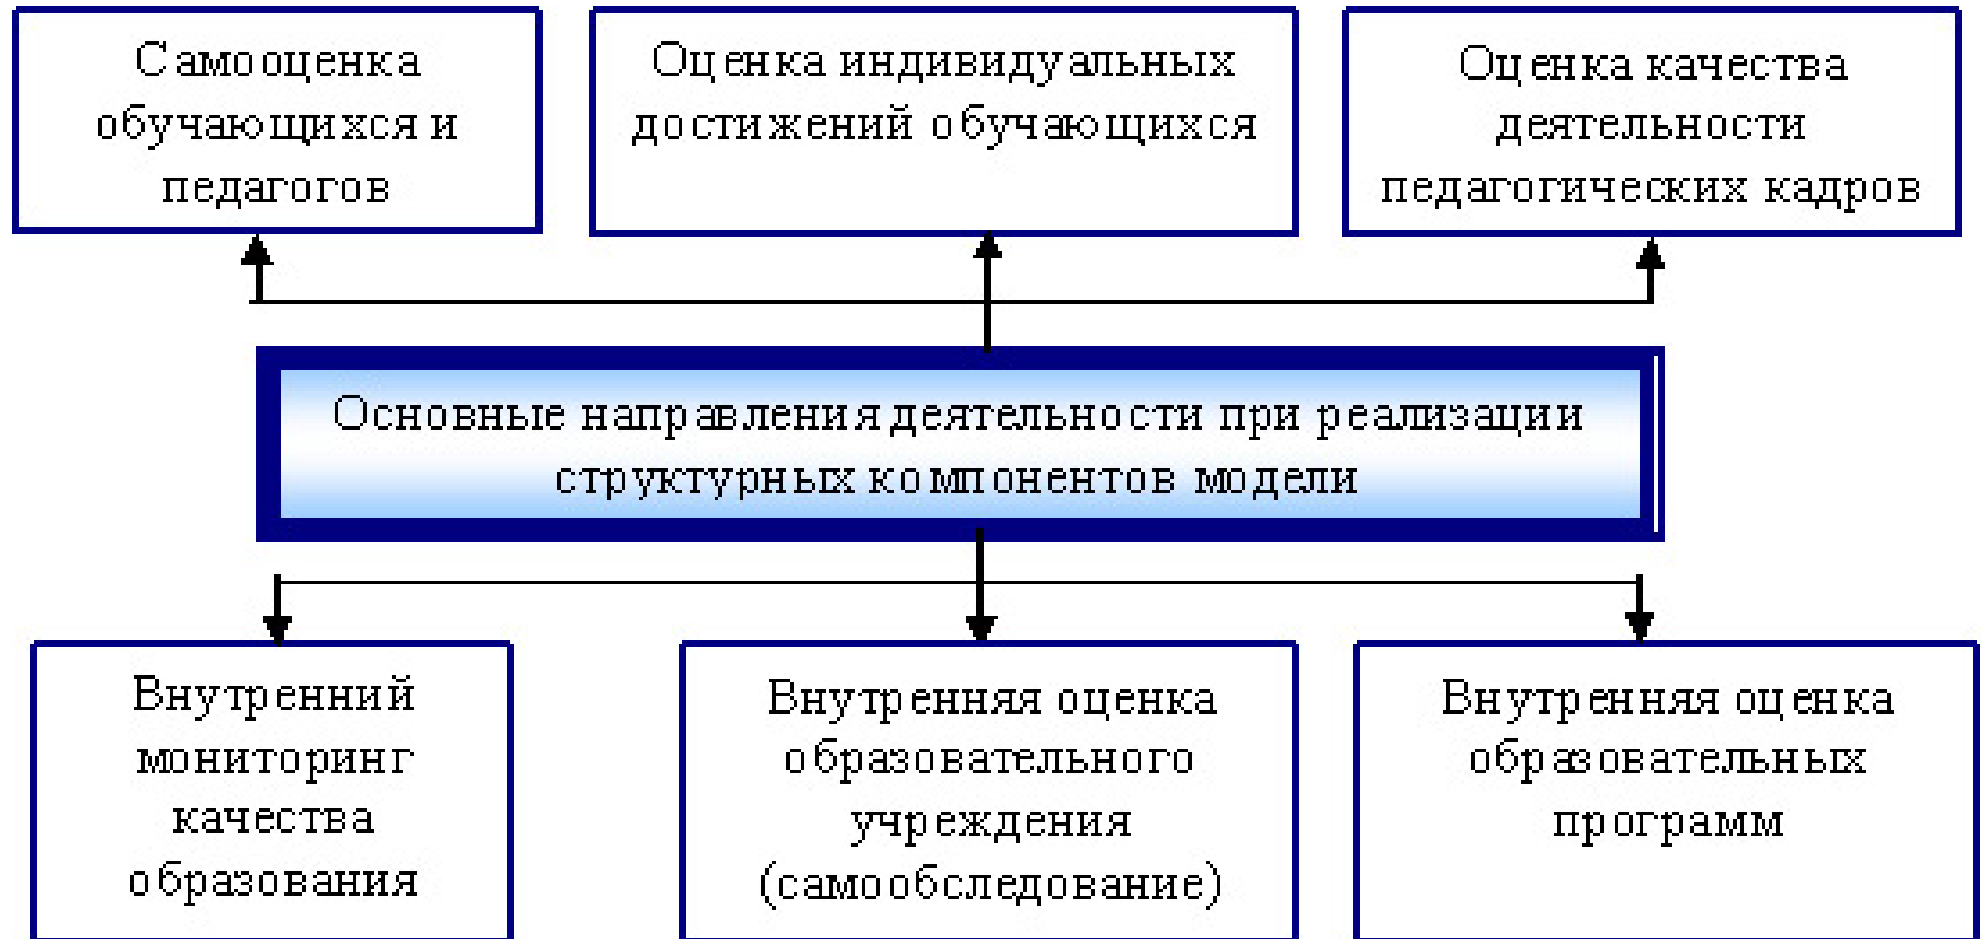 Самооценка
обучающихся и
педагогов
Оценка индивидуальных
достижений обучающихся
Оценка качества
деятельности
педагогических кадров
Основные направления деятельности при реализации
структурных компонентов модели
Внутренний
мониторинг
качества
образования
Внутренняя оценка
образовательного
учреждения
(самообследование)
Внутренняя оценка
образовательных
программ